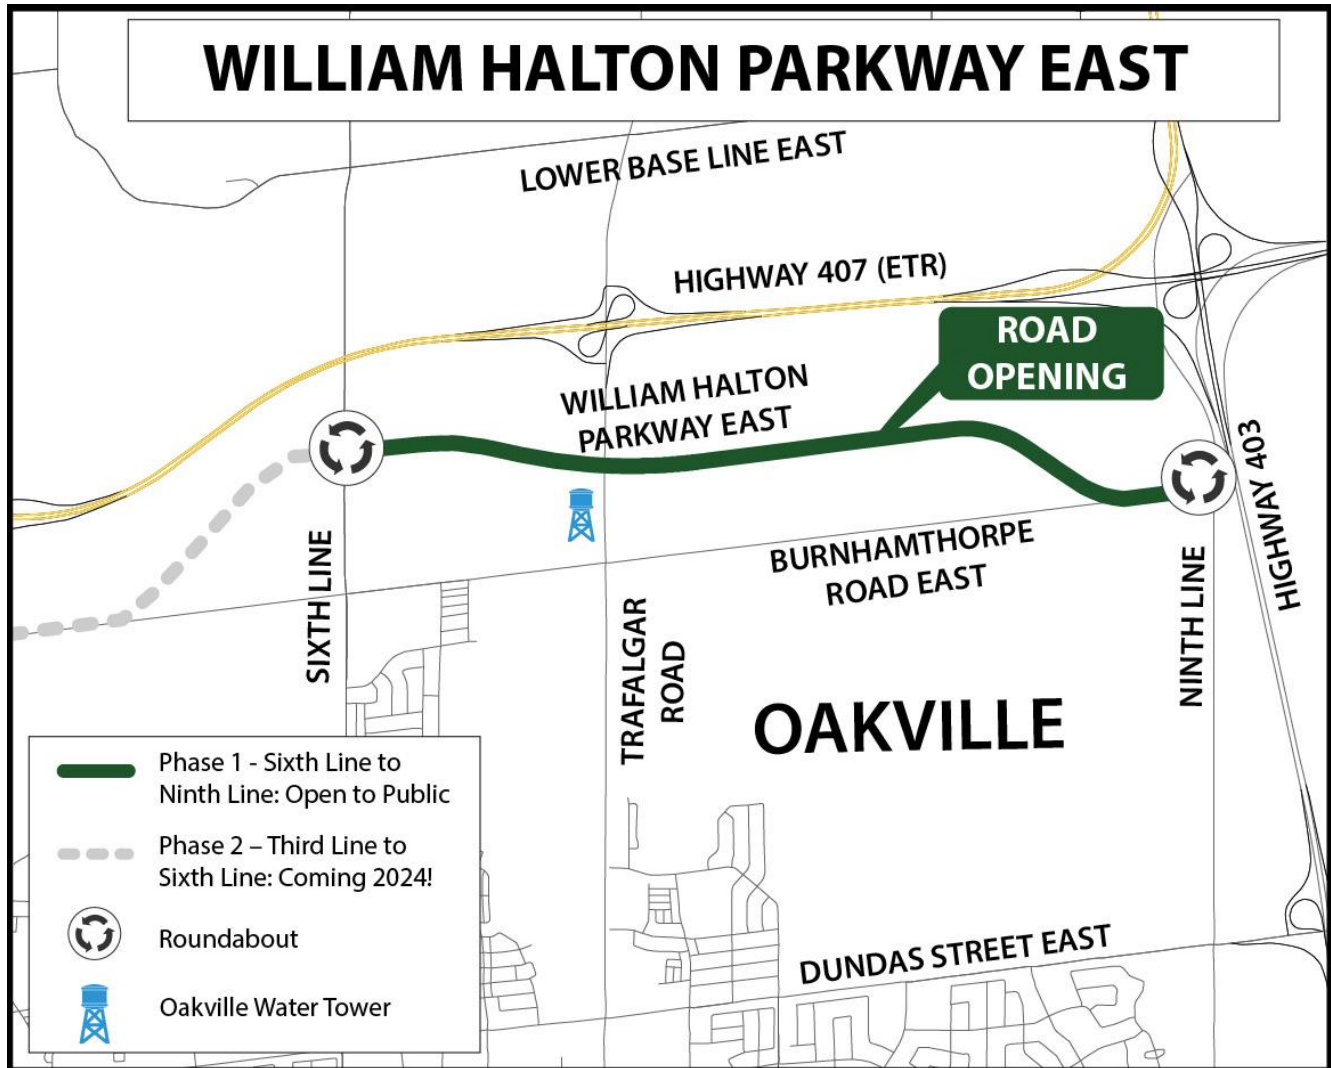 WILLIAM HALTON PARKWAY EAST
LOWER BASE LINE EAST
HIGHWAY 407 (ETR)
ROAD
OPENING
WILLIAM HALTON
PARKWAY EAST
HIGHWAY 403
BURNHAMTHORPE
ROAD EAST
SIXTH LINE
TRAFALGAR
ROAD
NINTH LINE
OAKVILLE
Phase 1 - Sixth Line to
Ninth Line: Open to Public
Phase 2 – Third Line to
Sixth Line: Coming 2024!
Roundabout
Oakville Water Tower
DUNDAS STREET EAST